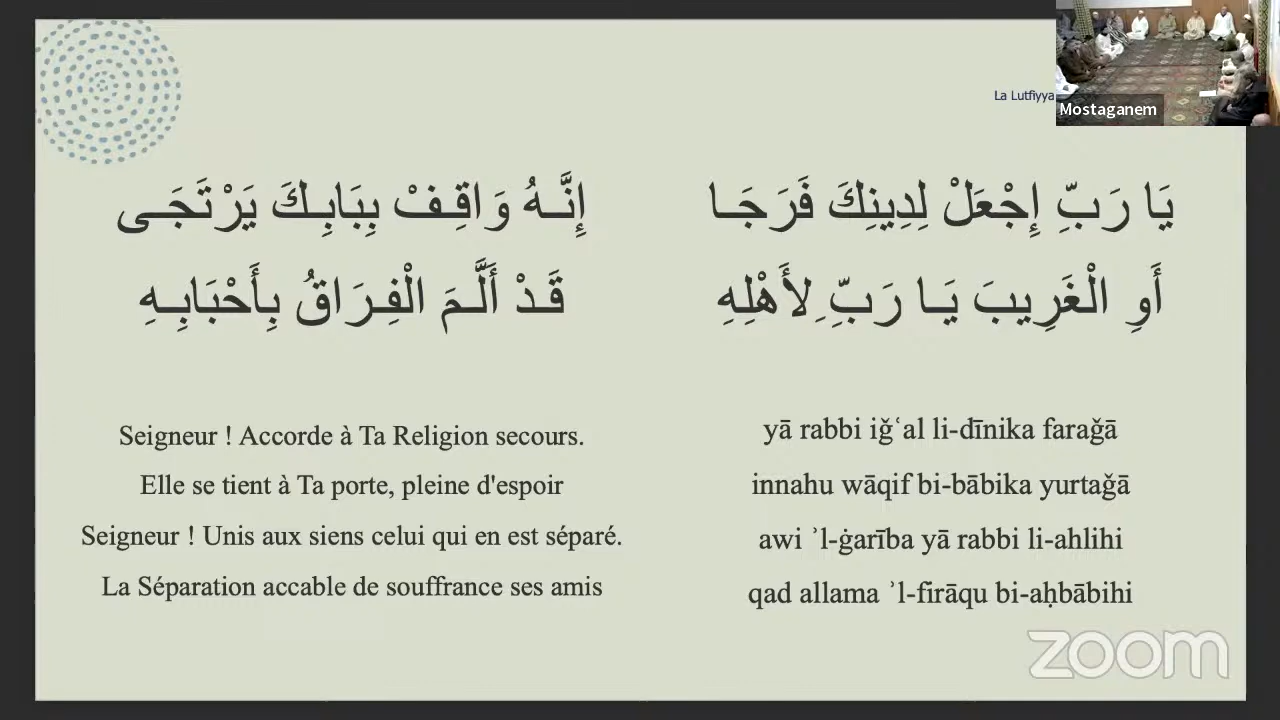 La Lutfiyya
Mostaganem
يَا رَبِّ إِجْعَلْ لِدِينِكَ فَرَجَـا إِنَّـهُ وَاقِـفْ بِبَابِـكَ يَرْتَجَـى
أَوِ الْغَرِيبَ يَـا رَبِّ لِأَهْلِهِ قَـدْ أَلَّـمَ الْفِـرَاقُ بِأَحْبَابِـهِ
Seigneur ! Accorde à Ta Religion secours.
Elle se tient à Ta porte, pleine d'espoir
Seigneur ! Unis aux siens celui qui en est séparé.
La Séparation accable de souffrance ses amis
yā rabbi iǧʿal li-dīnika faraǧā
innahu wāqif bi-bābika yurtaǧā
awi ʾl-ġarība yā rabbi li-ahlihi
qad allama ʾl-firāqu bi-aḥbābihi
zoom